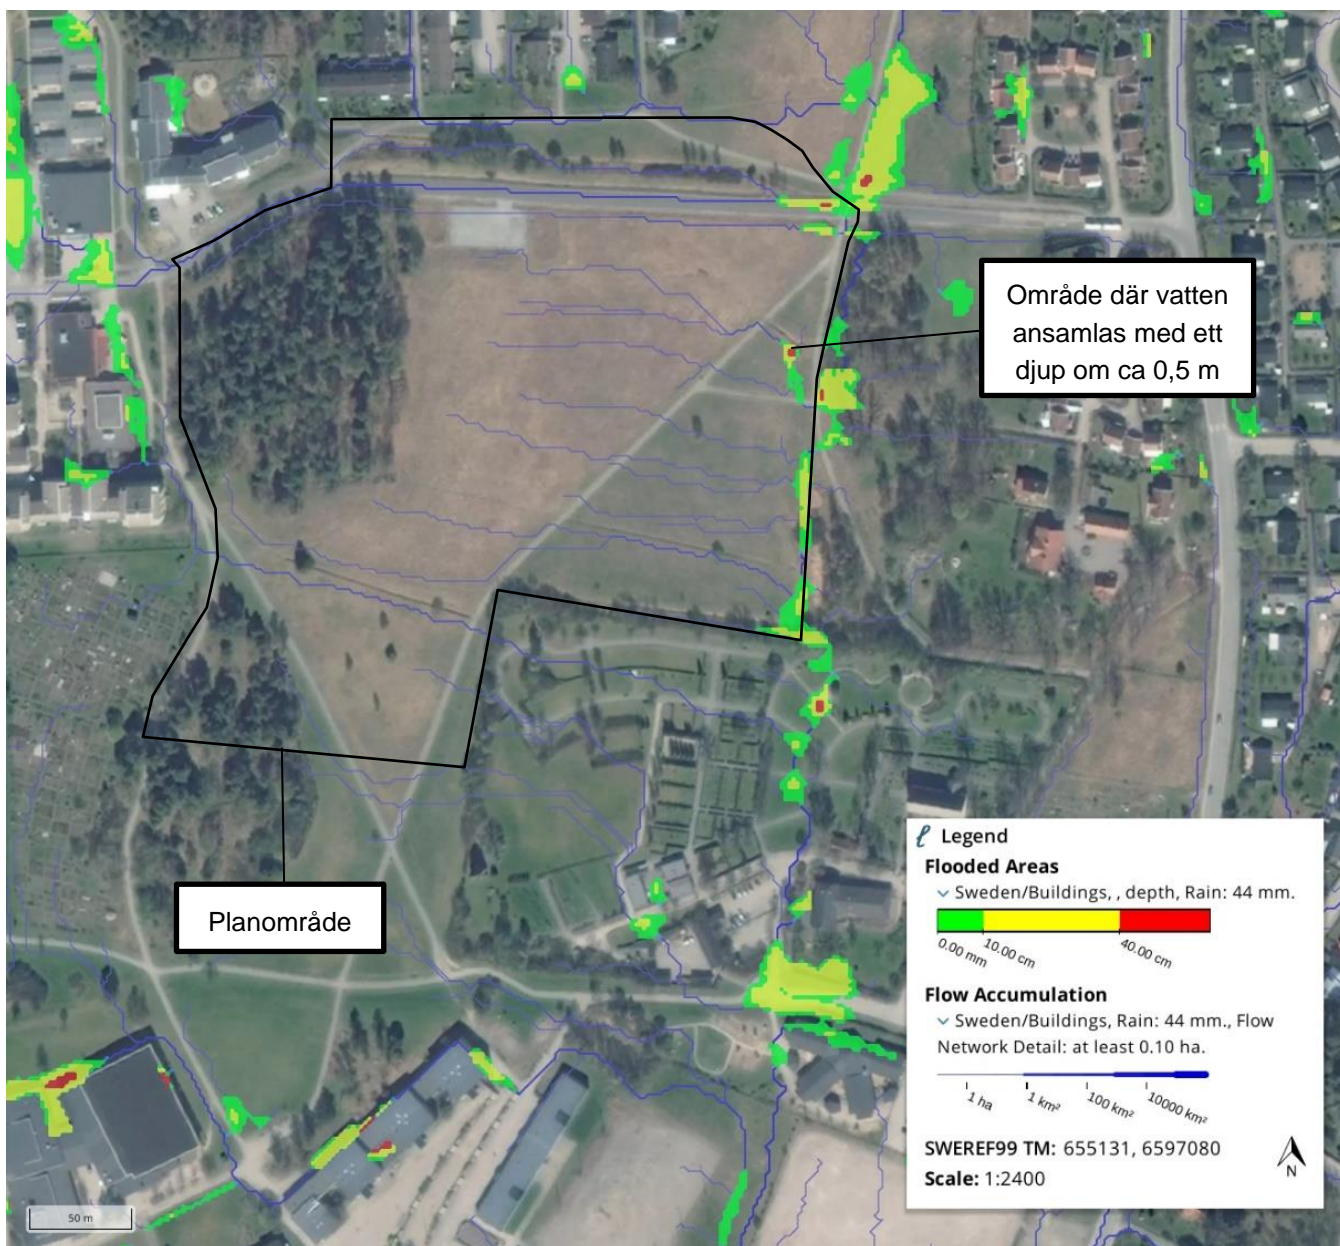 Område där vatten
ansamlas med ett
djup om ca 0,5 m
Planområde
Legend
Flooded Areas
Sweden/Buildings, , depth, Rain: 44 mm.
0.00 mm
10.00 cm
40.00 cm
Flow Accumulation
Sweden/Buildings, Rain: 44 mm., Flow
Network Detail: at least 0.10 ha.
1 ha
1 km²
100 km²
10000 km²
SWEREF99 TM: 655131, 6597080
Scale: 1:2400
N
50 m